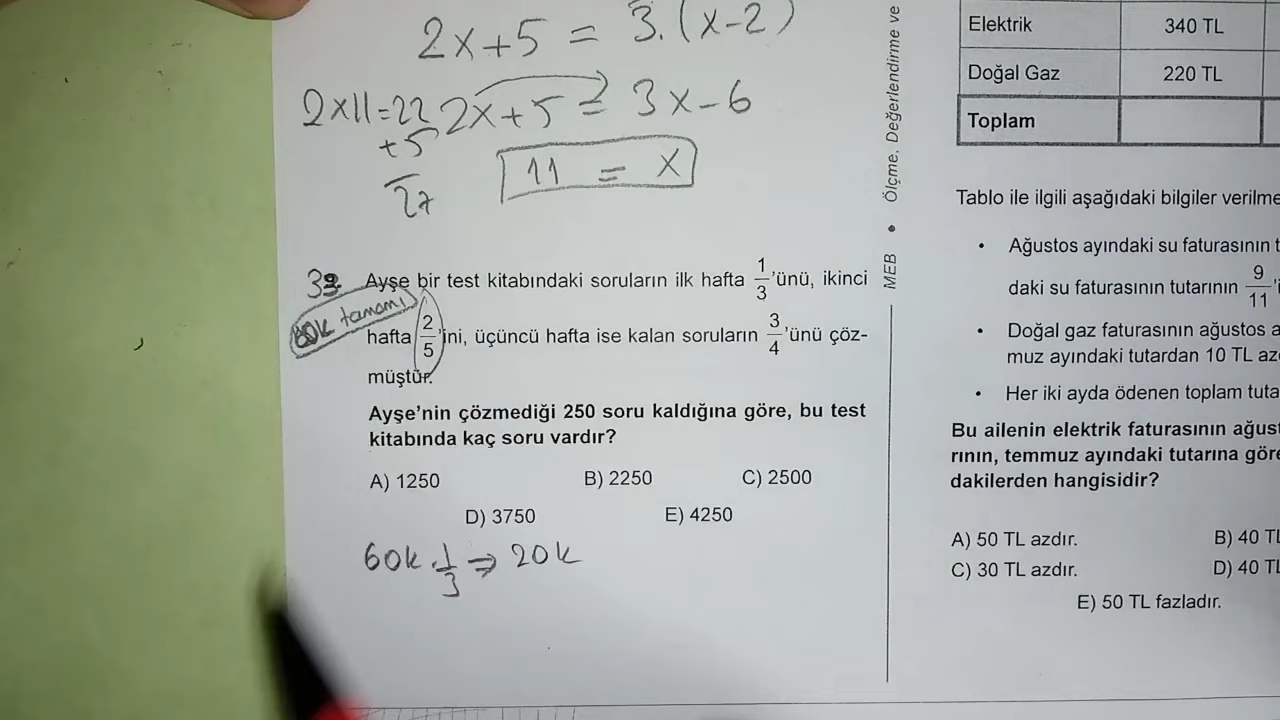 2x+5 = 3.(x-2)
2x11=22 2x+5 = 3x-6
+5
27
11 = x
33
60k tamamı
Ayşe bir test kitabındaki soruların ilk hafta 1/3'ünü, ikinci
hafta 2/5'ini, üçüncü hafta ise kalan soruların 3/4'ünü çöz-
müştür.
Ayşe'nin çözmediği 250 soru kaldığına göre, bu test
kitabında kaç soru vardır?
A) 1250 B) 2250 C) 2500
D) 3750 E) 4250
60k . 1/3 ⇒ 20k
MEB • Ölçme, Değerlendirme ve
Elektrik 340 TL
Doğal Gaz 220 TL
Toplam
Tablo ile ilgili aşağıdaki bilgiler verilme
• Ağustos ayındaki su faturasının t
daki su faturasının tutarının 9/11'i
• Doğal gaz faturasının ağustos a
muz ayındaki tutardan 10 TL aze
• Her iki ayda ödenen toplam tuta
Bu ailenin elektrik faturasının ağust
rının, temmuz ayındaki tutarına göre
dakilerden hangisidir?
A) 50 TL azdır. B) 40 TL
C) 30 TL azdır. D) 40 TL
E) 50 TL fazladır.